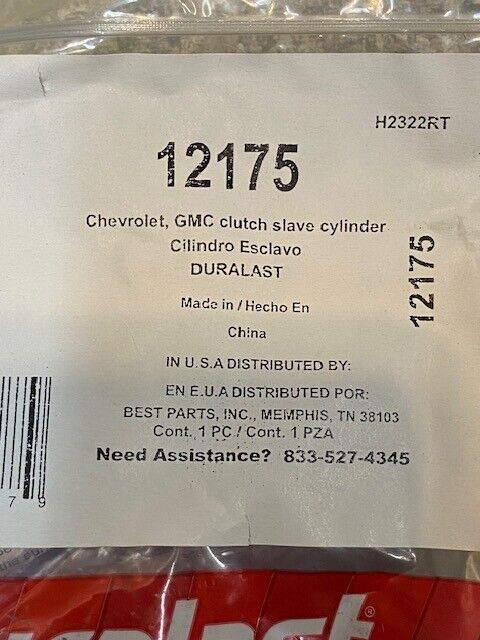 H2322RT
12175
Chevrolet, GMC clutch slave cylinder
Cilindro Esclavo
DURALAST
12175
Made in / Hecho En
China
IN U.S.A DISTRIBUTED BY:
EN E.U.A DISTRIBUTED POR:
BEST PARTS, INC., MEMPHIS, TN 38103
Cont. 1 PC / Cont. 1 PZA
Need Assistance? 833-527-4345
7 9